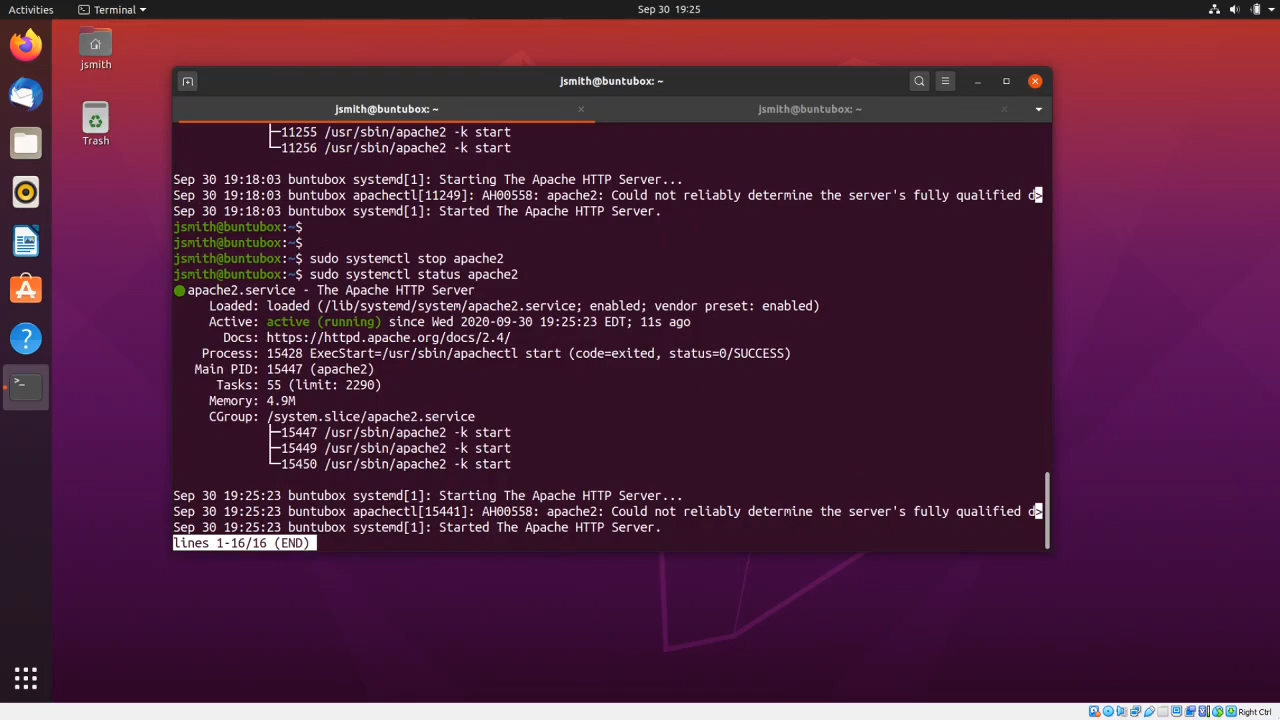 Activities
Terminal
Sep 30 19:25
jsmith
Trash
jsmith@buntubox: ~
jsmith@buntubox: ~
jsmith@buntubox: ~
├─11255 /usr/sbin/apache2 -k start
└─11256 /usr/sbin/apache2 -k start
Sep 30 19:18:03 buntubox systemd[1]: Starting The Apache HTTP Server...
Sep 30 19:18:03 buntubox apachectl[11249]: AH00558: apache2: Could not reliably determine the server's fully qualified d>
Sep 30 19:18:03 buntubox systemd[1]: Started The Apache HTTP Server.
jsmith@buntubox:~$
jsmith@buntubox:~$
jsmith@buntubox:~$ sudo systemctl stop apache2
jsmith@buntubox:~$ sudo systemctl status apache2
● apache2.service - The Apache HTTP Server
Loaded: loaded (/lib/systemd/system/apache2.service; enabled; vendor preset: enabled)
Active: active (running) since Wed 2020-09-30 19:25:23 EDT; 11s ago
Docs: https://httpd.apache.org/docs/2.4/
Process: 15428 ExecStart=/usr/sbin/apachectl start (code=exited, status=0/SUCCESS)
Main PID: 15447 (apache2)
Tasks: 55 (limit: 2290)
Memory: 4.9M
CGroup: /system.slice/apache2.service
├─15447 /usr/sbin/apache2 -k start
├─15449 /usr/sbin/apache2 -k start
└─15450 /usr/sbin/apache2 -k start
Sep 30 19:25:23 buntubox systemd[1]: Starting The Apache HTTP Server...
Sep 30 19:25:23 buntubox apachectl[15441]: AH00558: apache2: Could not reliably determine the server's fully qualified d>
Sep 30 19:25:23 buntubox systemd[1]: Started The Apache HTTP Server.
lines 1-16/16 (END)
Right Ctrl